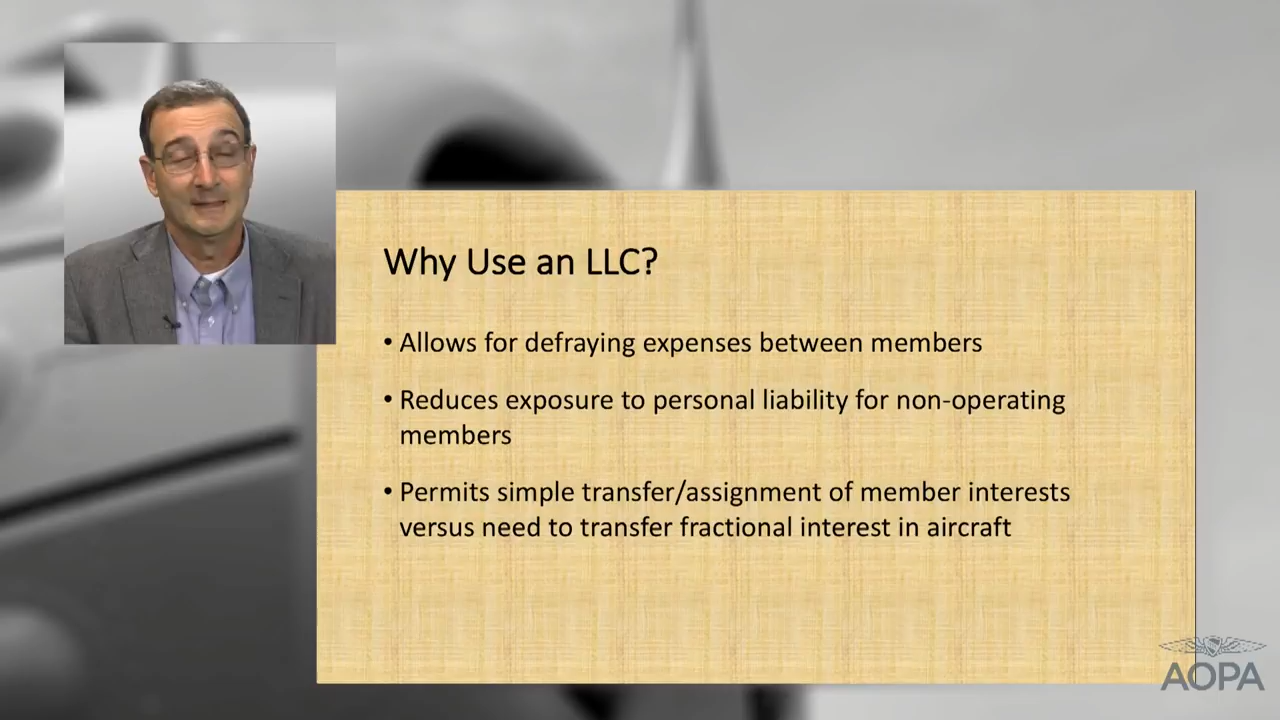 Why Use an LLC?
• Allows for defraying expenses between members
• Reduces exposure to personal liability for non-operating
members
• Permits simple transfer/assignment of member interests
versus need to transfer fractional interest in aircraft
AOPA